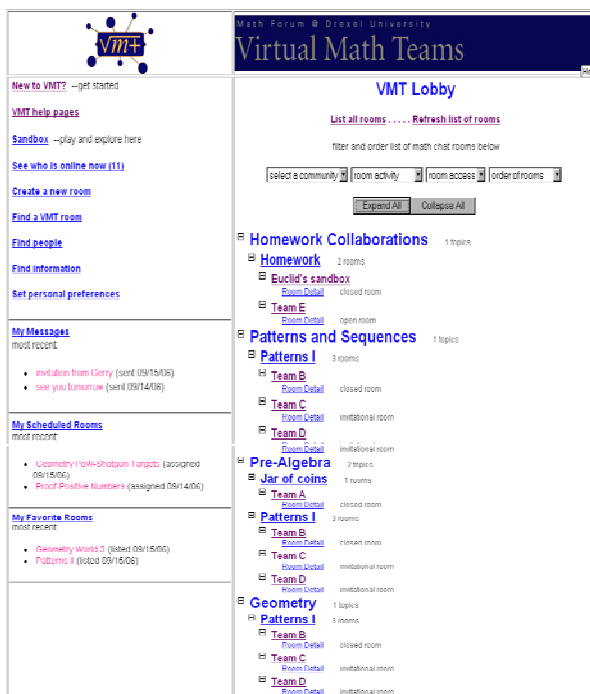 √m+
Math Forum @ Drexel University
Virtual Math Teams
New to VMT? --get started
VMT help pages
Sandbox --play and explore here
See who is online now (11)
Create a new room
Find a VMT room
Find people
Find information
Set personal preferences
My Messages
most recent:
invitation from Gerry (sent 09/15/06)
see you tomorrow (sent 09/14/06)
My Scheduled Rooms
most recent:
Geometry PoW-Shotgun Targets (assigned
09/15/06)
Proof-Positive Numbers (assigned 09/14/06)
My Favorite Rooms
most recent:
Geometry World 3 (listed 09/15/06)
Patterns II (listed 09/16/06)
VMT Lobby
List all rooms . . . . . Refresh list of rooms
filter and order list of math chat rooms below
select a community room activity room access order of rooms
Expand All Collapse All
Homework Collaborations 1 topics
Homework 2 rooms
Euclid's sandbox
Room Detail closed room
Team E
Room Detail open room
Patterns and Sequences 1 topics
Patterns I 3 rooms
Team B
Room Detail closed room
Team C
Room Detail invitational room
Team D
Room Detail invitational room
Pre-Algebra 2 topics
Jar of coins 1 rooms
Team A
Room Detail closed room
Patterns I 3 rooms
Team B
Room Detail closed room
Team C
Room Detail invitational room
Team D
Room Detail invitational room
Geometry 1 topics
Patterns I 3 rooms
Team B
Room Detail closed room
Team C
Room Detail invitational room
Team D
Room Detail invitational room